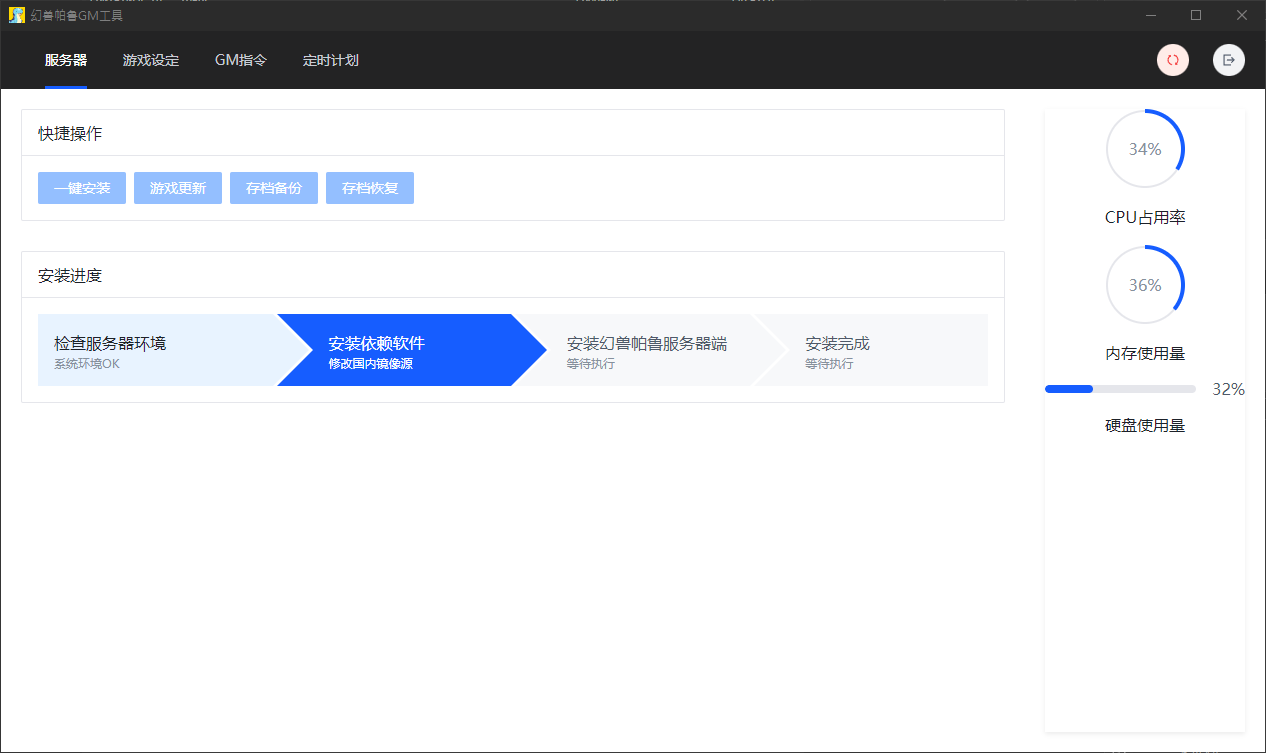 幻兽帕鲁GM工具
服务器 游戏设定 GM指令 定时计划
快捷操作
一键安装 游戏更新 存档备份 存档恢复
安装进度
检查服务器环境
系统环境OK
安装依赖软件
修改国内镜像源
安装幻兽帕鲁服务器端
等待执行
安装完成
等待执行
34%
CPU占用率
36%
内存使用量
32%
硬盘使用量